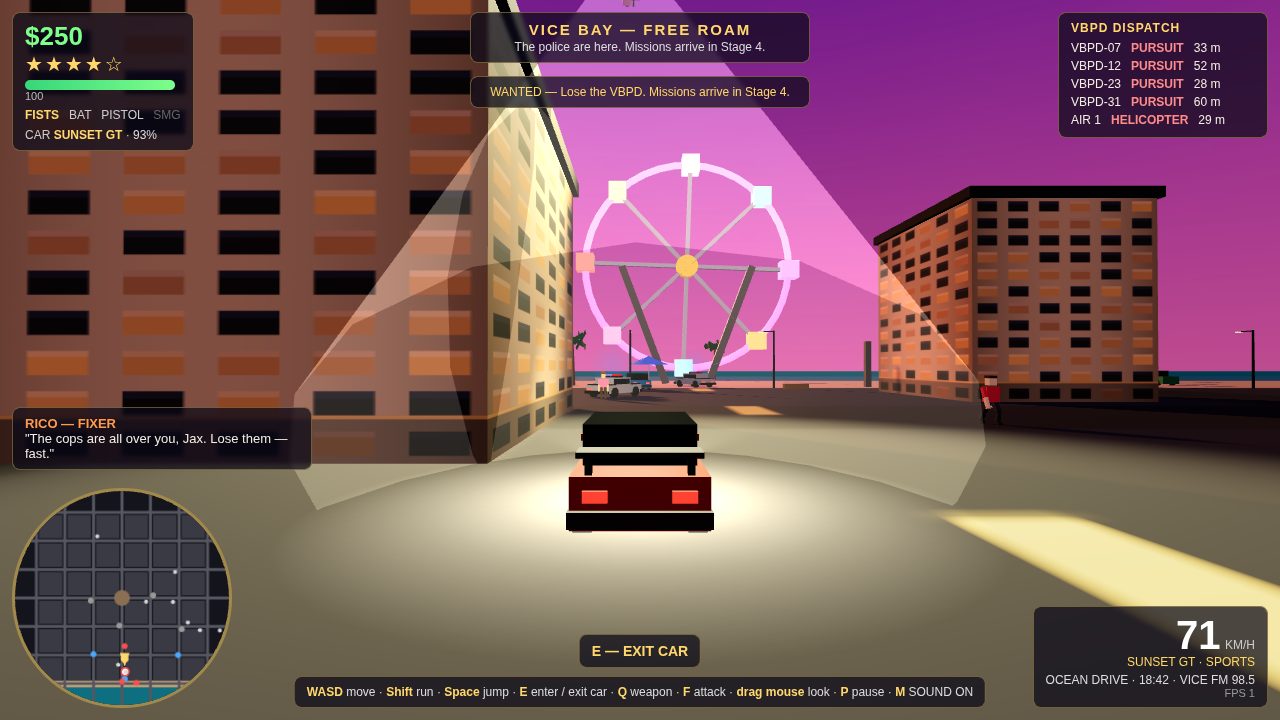 $250
★★★★☆
100
FISTS BAT PISTOL SMG
CAR SUNSET GT · 93%
VICE BAY — FREE ROAM
The police are here. Missions arrive in Stage 4.
WANTED — Lose the VBPD. Missions arrive in Stage 4.
VBPD DISPATCH
VBPD-07 PURSUIT 33 m
VBPD-12 PURSUIT 52 m
VBPD-23 PURSUIT 28 m
VBPD-31 PURSUIT 60 m
AIR 1 HELICOPTER 29 m
RICO — FIXER
"The cops are all over you, Jax. Lose them —
fast."
E — EXIT CAR
WASD move · Shift run · Space jump · E enter / exit car · Q weapon · F attack · drag mouse look · P pause · M SOUND ON
71 KM/H
SUNSET GT · SPORTS
OCEAN DRIVE · 18:42 · VICE FM 98.5
FPS 1